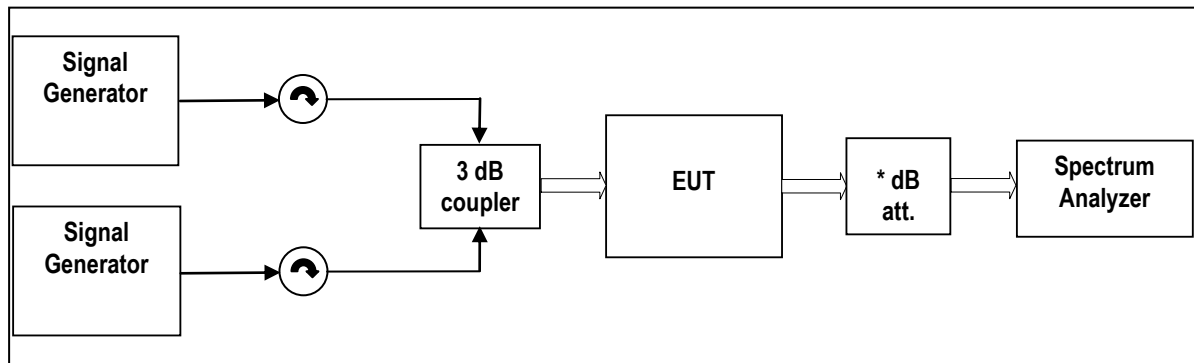 Signal
Generator
3 dB
coupler
EUT
* dB
att.
Spectrum
Analyzer
Signal
Generator